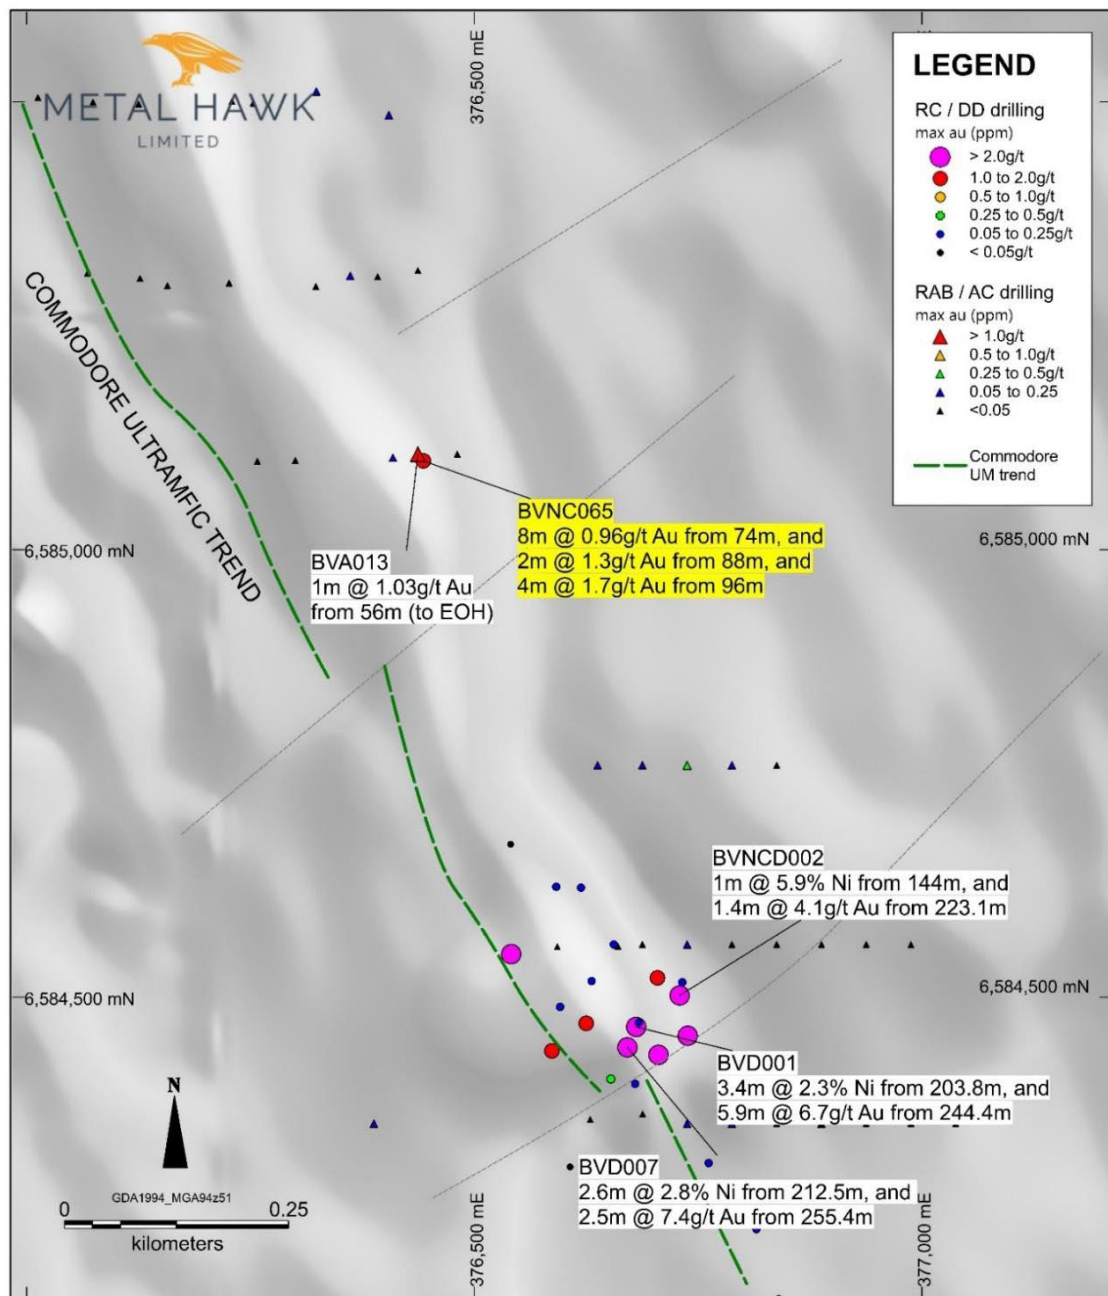 METAL HAWK
LIMITED
376,500 mE
LEGEND
RC / DD drilling
max au (ppm)
> 2.0g/t
1.0 to 2.0g/t
0.5 to 1.0g/t
0.25 to 0.5g/t
0.05 to 0.25g/t
< 0.05g/t
RAB / AC drilling
max au (ppm)
> 1.0g/t
0.5 to 1.0g/t
0.25 to 0.5g/t
0.05 to 0.25
<0.05
Commodore
UM trend
COMMODORE ULTRAMFIC TREND
BVNC065
8m @ 0.96g/t Au from 74m, and
2m @ 1.3g/t Au from 88m, and
4m @ 1.7g/t Au from 96m
6,585,000 mN
6,585,000 mN
BVA013
1m @ 1.03g/t Au
from 56m (to EOH)
BVNCD002
1m @ 5.9% Ni from 144m, and
1.4m @ 4.1g/t Au from 223.1m
6,584,500 mN
6,584,500 mN
BVD001
3.4m @ 2.3% Ni from 203.8m, and
5.9m @ 6.7g/t Au from 244.4m
BVD007
2.6m @ 2.8% Ni from 212.5m, and
2.5m @ 7.4g/t Au from 255.4m
N
GDA1994_MGA94z51
0 0.25
kilometers
376,500 mE
377,000 mE